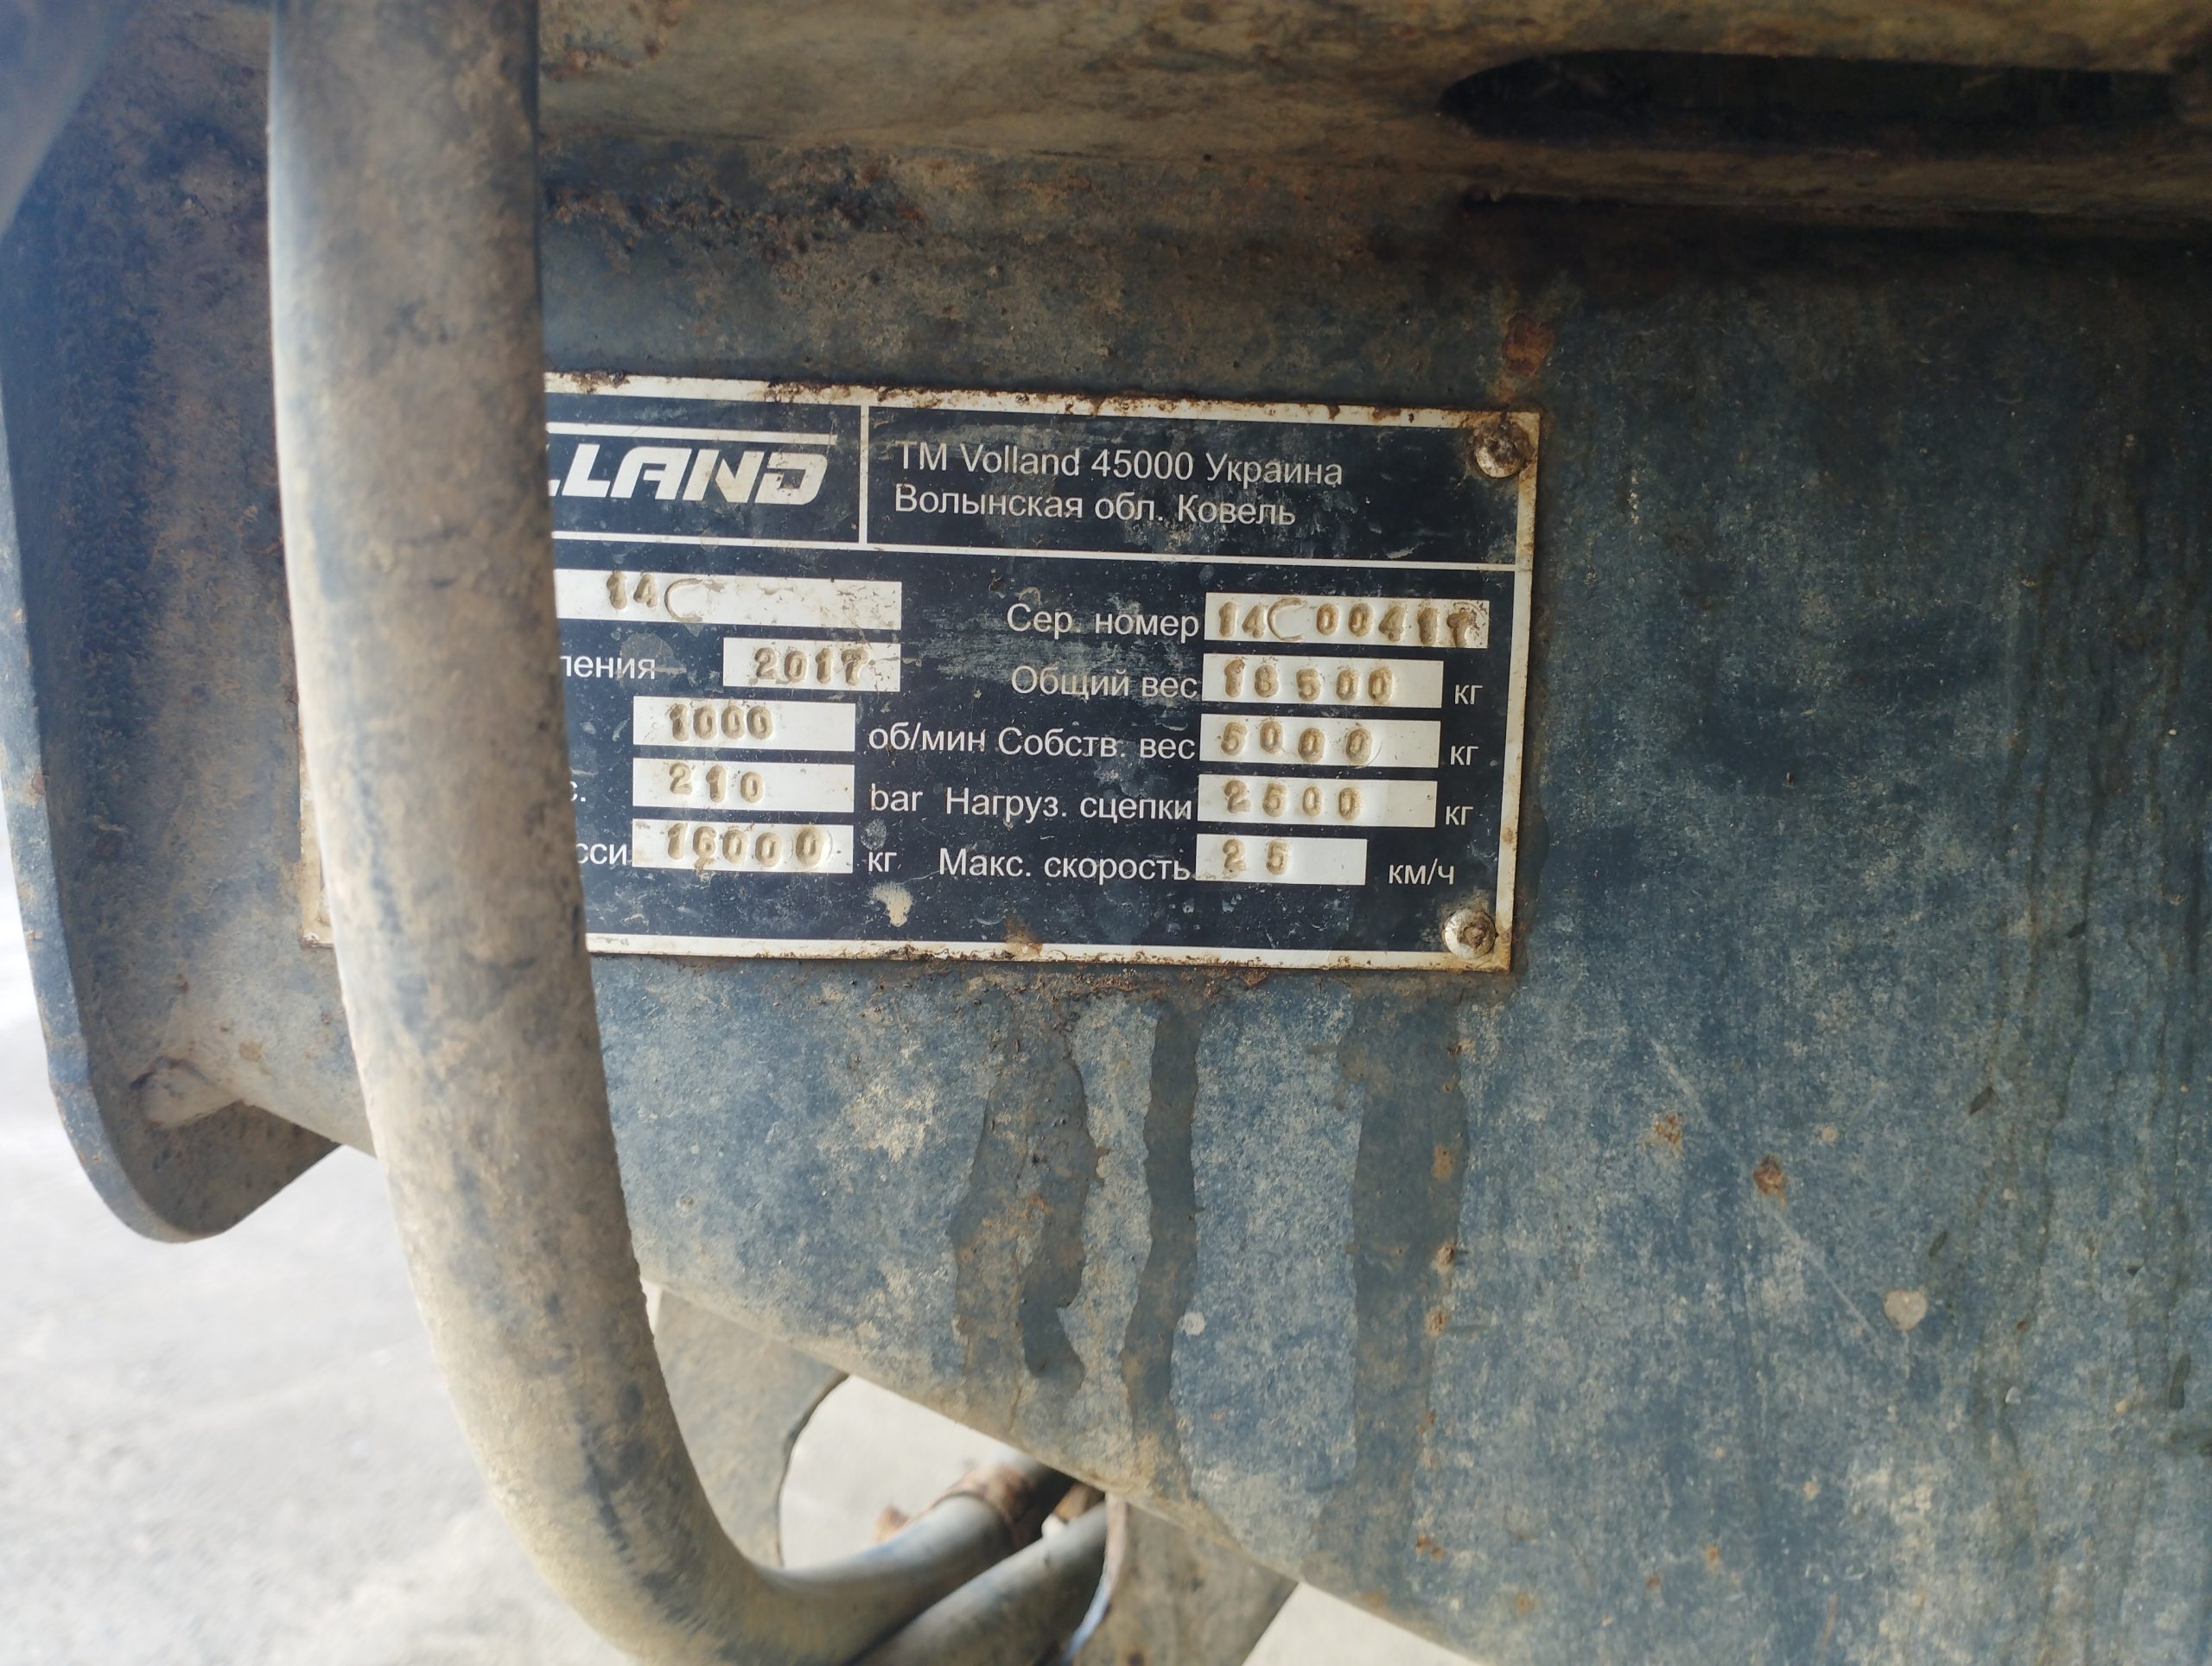 LLAND
TM Volland 45000 Украина
Волынская обл. Ковель
14C
Сер. номер 14C00417
ления 2017
Общий вес 18500 кг
1000 об/мин
Собств. вес 5000 кг
с. 210 bar
Нагруз. сцепки 2500 кг
сси 16000 кг
Макс. скорость 25 км/ч